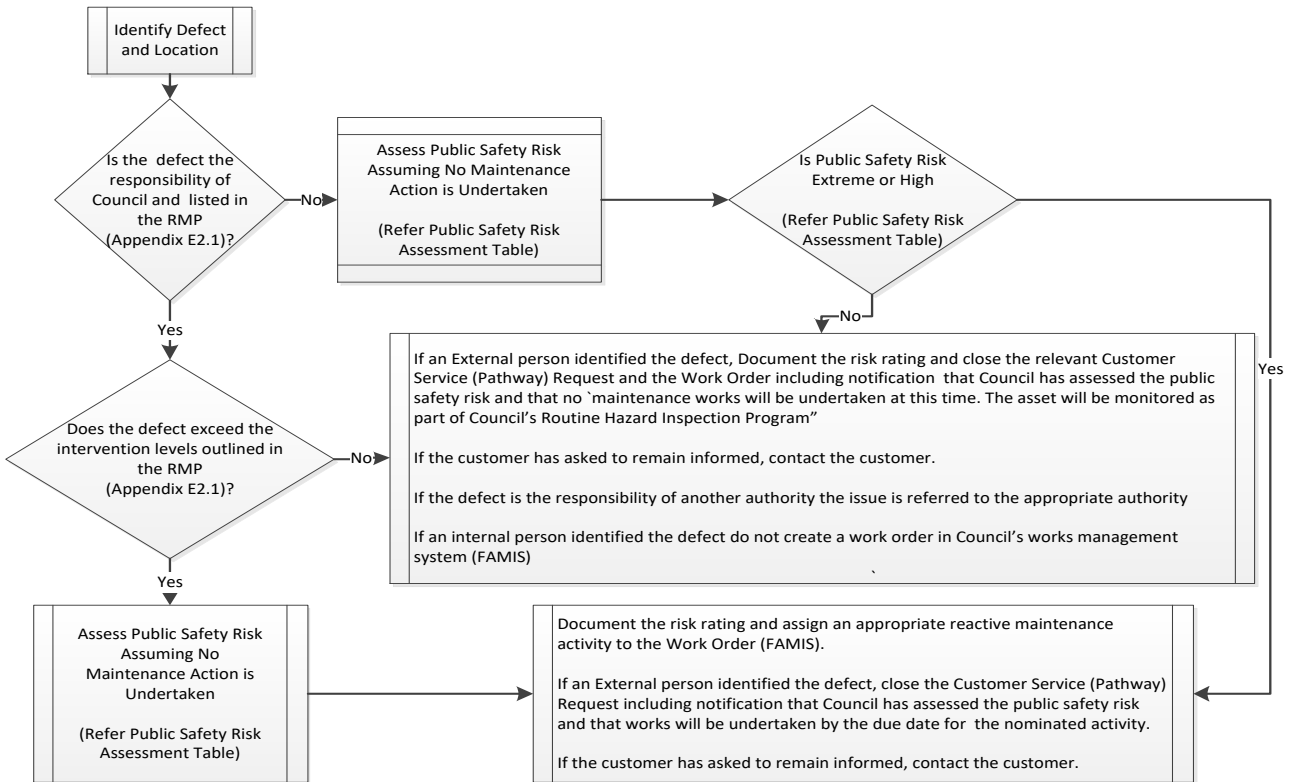 Identify Defect
and Location
Is the defect the
responsibility of
Council and listed in
the RMP
(Appendix E2.1)?
No
Assess Public Safety Risk
Assuming No Maintenance
Action is Undertaken
(Refer Public Safety Risk
Assessment Table)
Is Public Safety Risk
Extreme or High
(Refer Public Safety Risk
Assessment Table)
No
Yes
Yes
Does the defect exceed the
intervention levels outlined in
the RMP
(Appendix E2.1)?
No
If an External person identified the defect, Document the risk rating and close the relevant Customer
Service (Pathway) Request and the Work Order including notification that Council has assessed the public
safety risk and that no `maintenance works will be undertaken at this time. The asset will be monitored as
part of Council’s Routine Hazard Inspection Program”
If the customer has asked to remain informed, contact the customer.
If the defect is the responsibility of another authority the issue is referred to the appropriate authority
If an internal person identified the defect do not create a work order in Council’s works management
system (FAMIS)
`
Yes
Assess Public Safety Risk
Assuming No
Maintenance Action is
Undertaken
(Refer Public Safety Risk
Assessment Table)
Document the risk rating and assign an appropriate reactive maintenance
activity to the Work Order (FAMIS).
If an External person identified the defect, close the Customer Service (Pathway)
Request including notification that Council has assessed the public safety risk
and that works will be undertaken by the due date for the nominated activity.
If the customer has asked to remain informed, contact the customer.